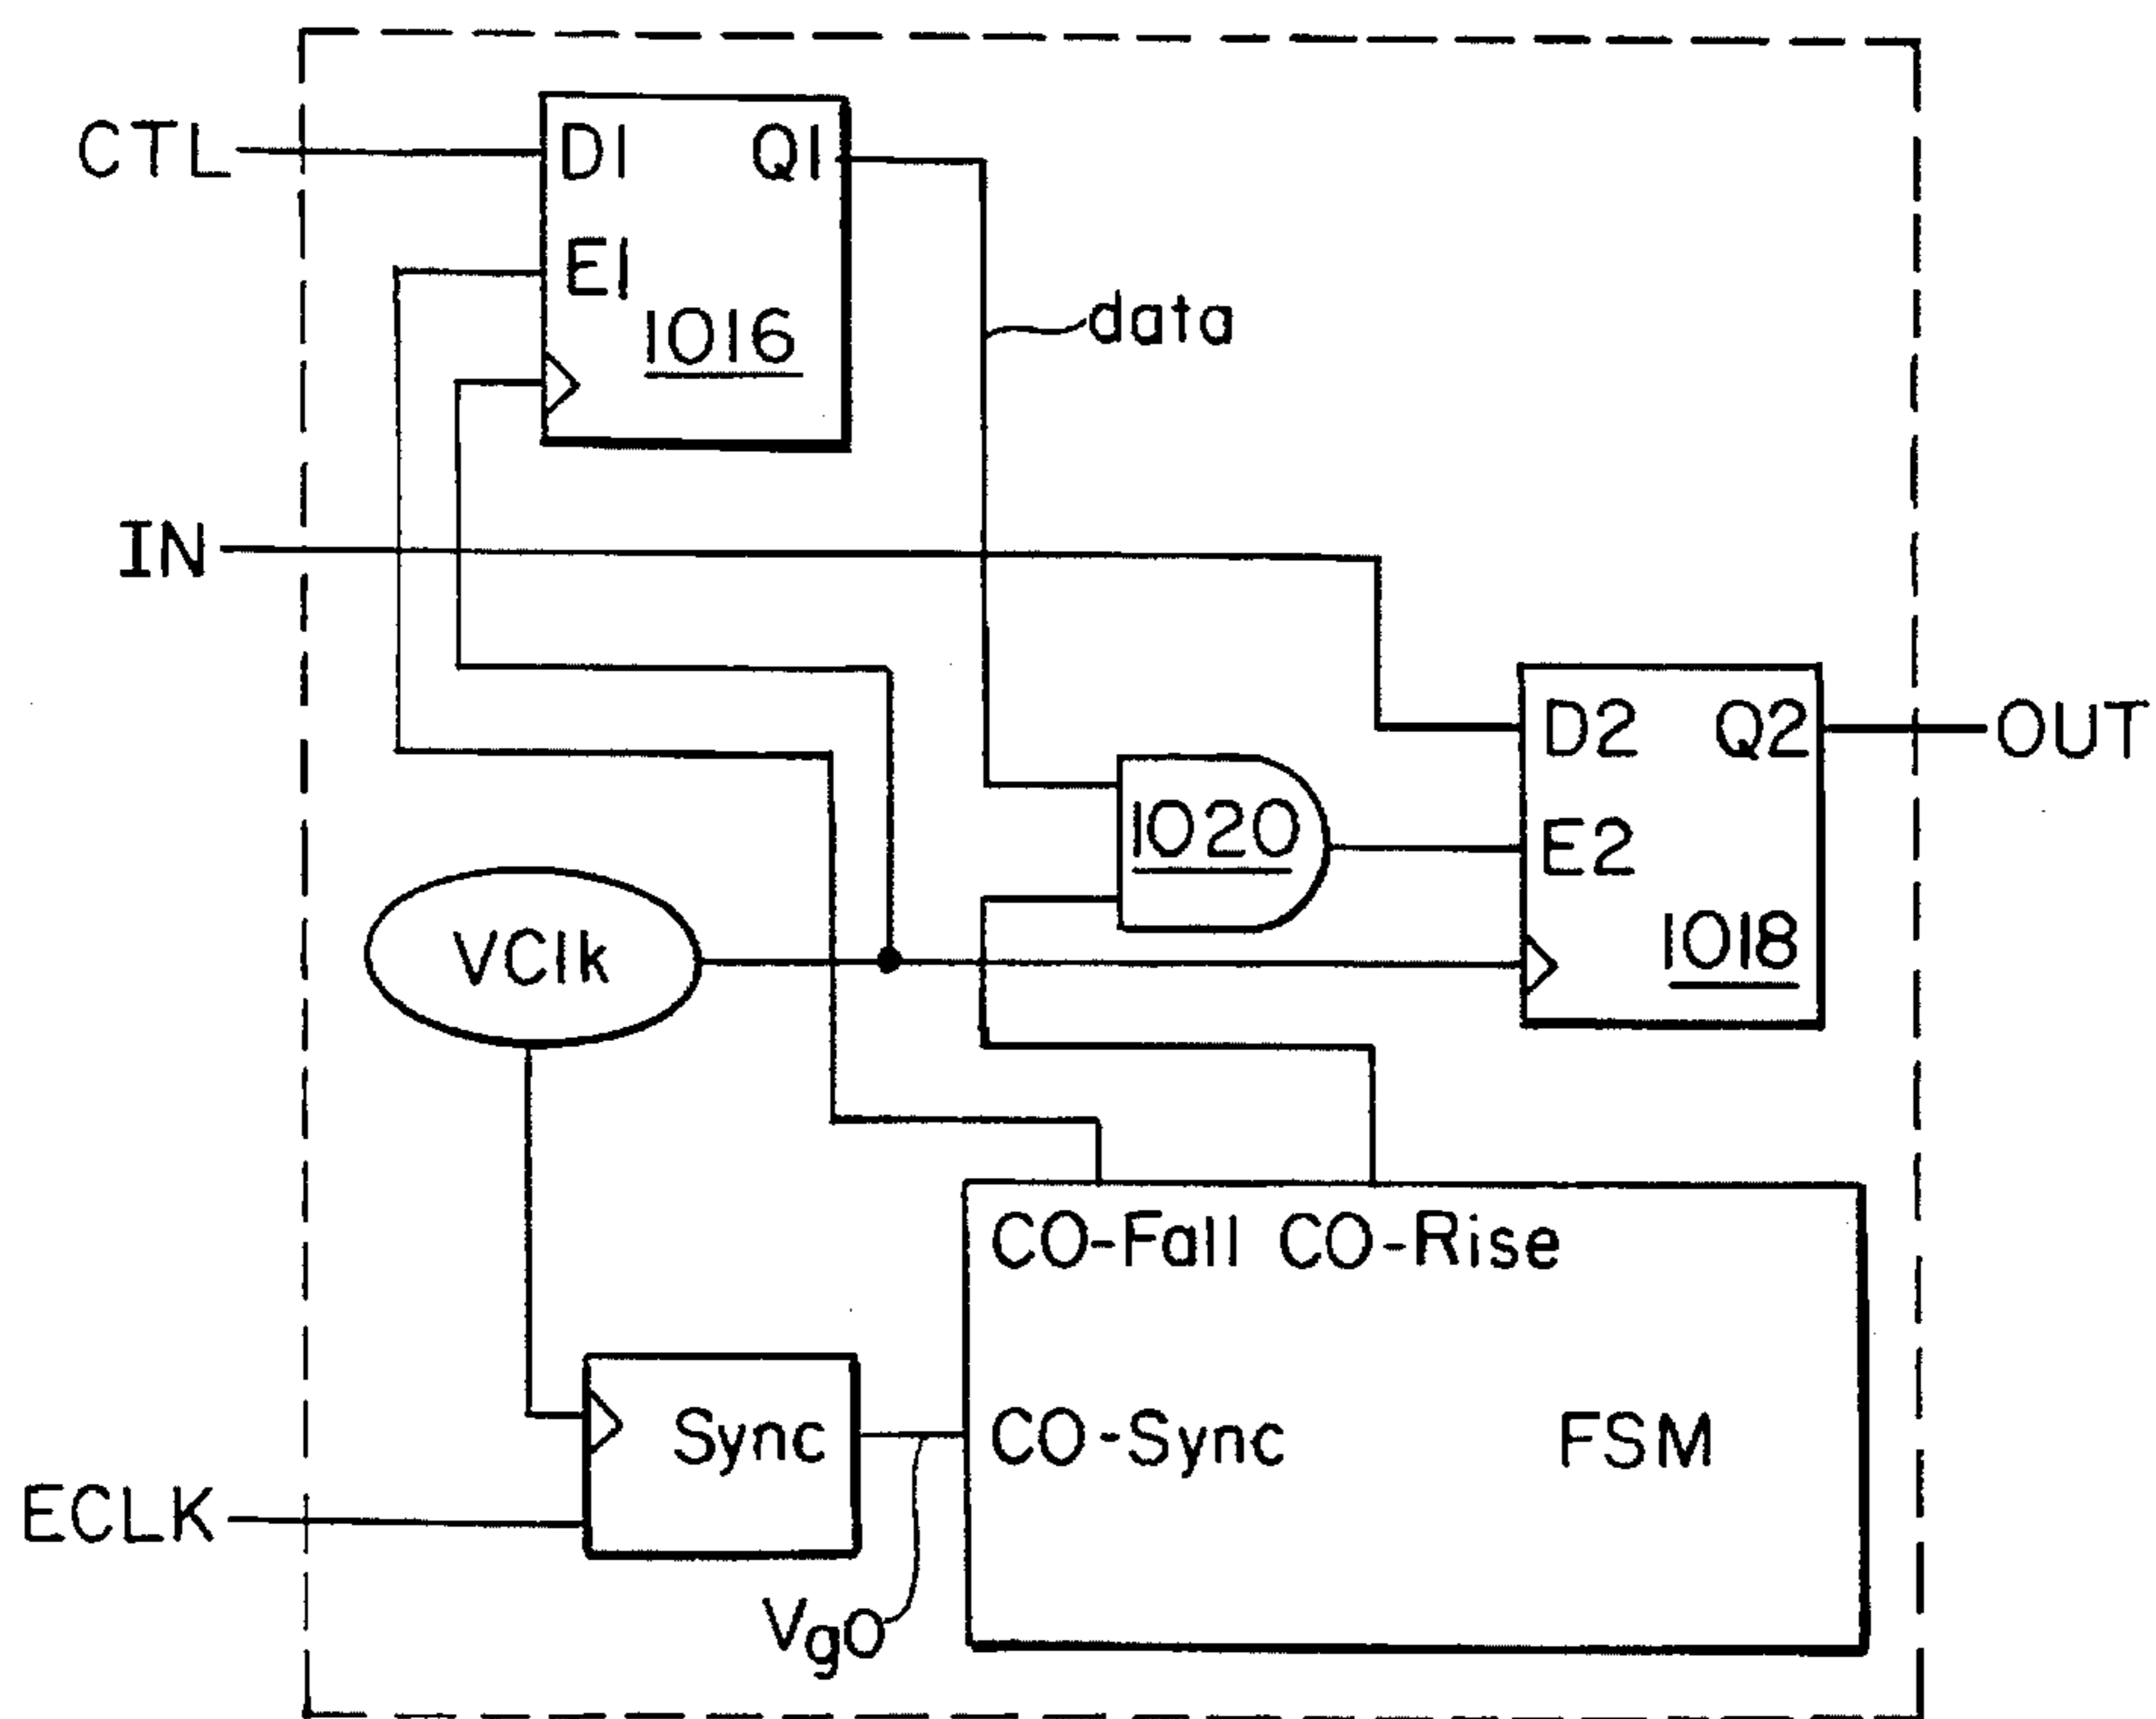 CTL
D1 Q1
E1
1016
data
IN
D2 Q2
OUT
1020
E2
VClk
1018
CO-Fall CO-Rise
Sync
CO-Sync
FSM
ECLK
Vgo